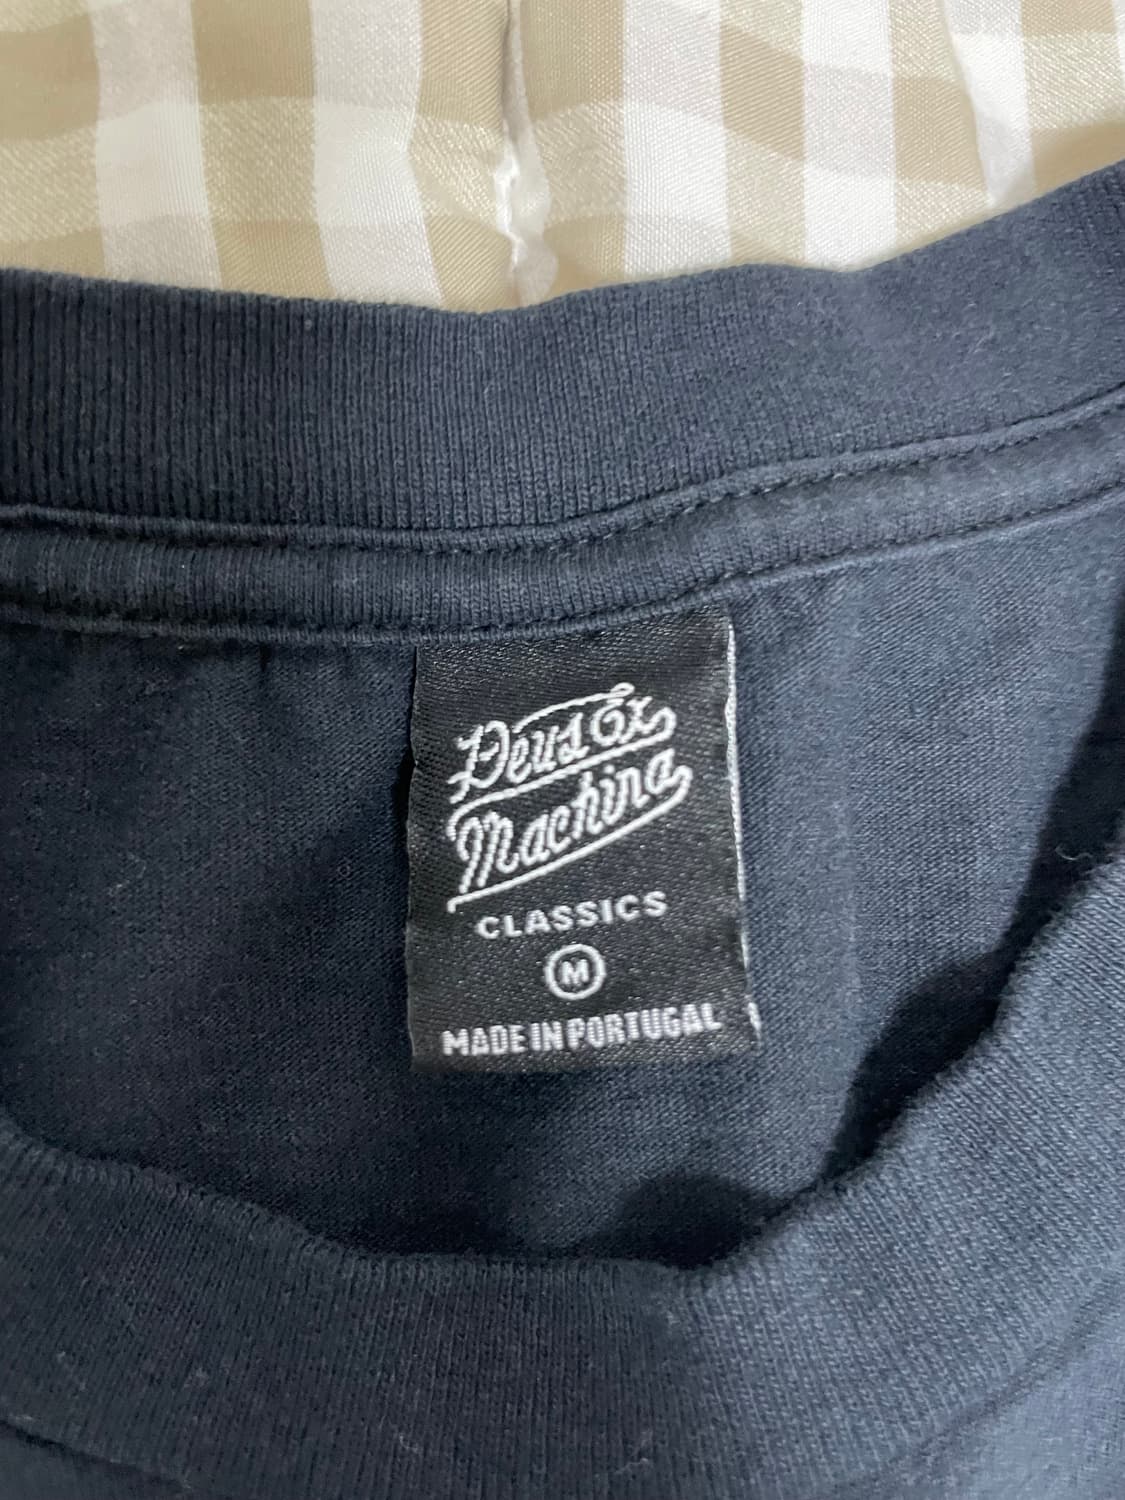 Deus Ex
Machina
CLASSICS
M
MADE IN PORTUGAL